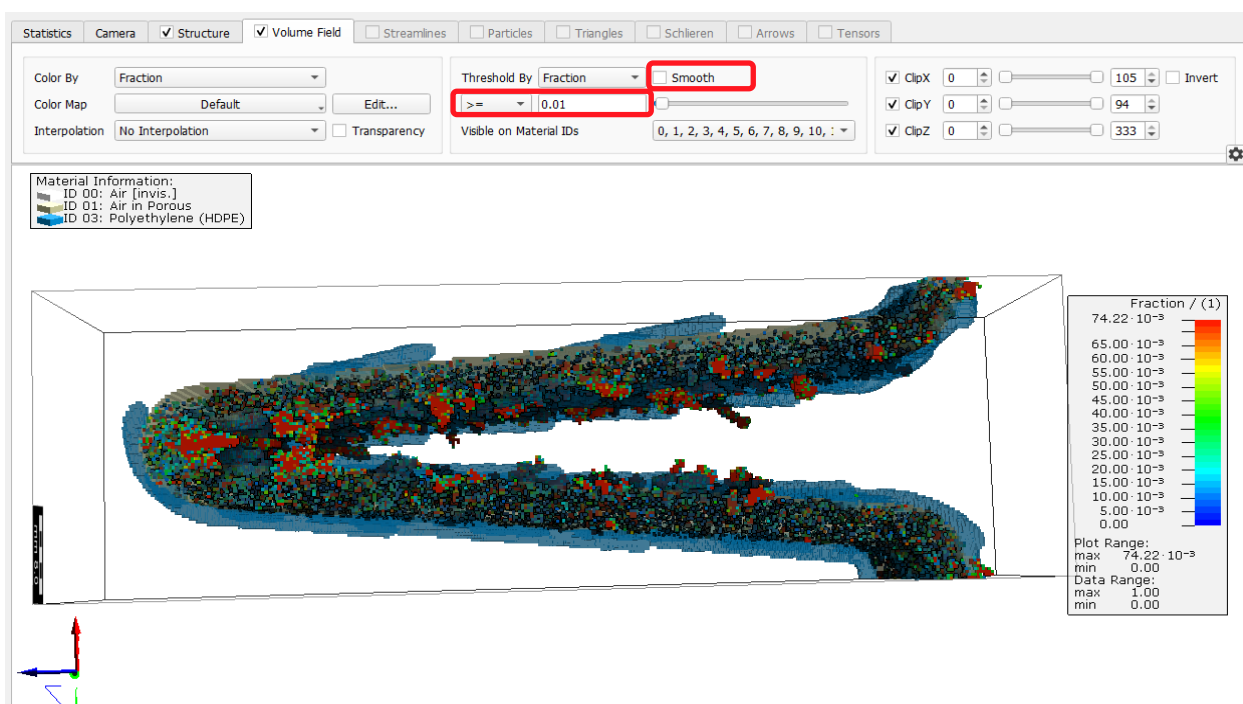 Statistics Camera Structure Volume Field Streamlines Particles Triangles Schlieren Arrows Tensors
Color By Fraction
Color Map Default Edit...
Interpolation No Interpolation Transparency
Threshold By Fraction Smooth
>= 0.01
Visible on Material IDs 0, 1, 2, 3, 4, 5, 6, 7, 8, 9, 10, :
ClipX 0 105 Invert
ClipY 0 94
ClipZ 0 333
Material Information:
ID 00: Air [invis.]
ID 01: Air in Porous
ID 03: Polyethylene (HDPE)
Fraction / (1)
74.22·10⁻³
65.00·10⁻³
60.00·10⁻³
55.00·10⁻³
50.00·10⁻³
45.00·10⁻³
40.00·10⁻³
35.00·10⁻³
30.00·10⁻³
25.00·10⁻³
20.00·10⁻³
15.00·10⁻³
10.00·10⁻³
5.00·10⁻³
0.00
Plot Range:
max 74.22·10⁻³
min 0.00
Data Range:
max 1.00
min 0.00